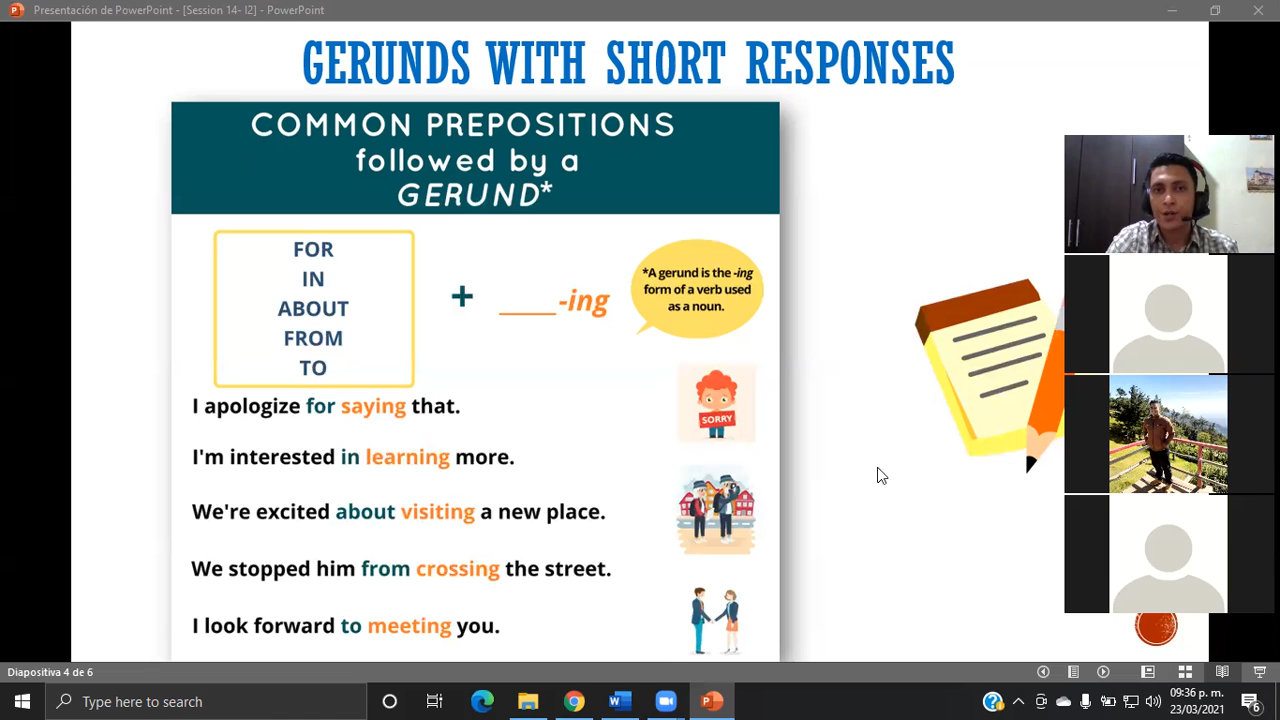 Presentación de PowerPoint - [Session 14- I2] - PowerPoint
GERUNDS WITH SHORT RESPONSES
COMMON PREPOSITIONS
followed by a
GERUND*
FOR
IN
ABOUT
FROM
TO
+ ____-ing
*A gerund is the -ing
form of a verb used
as a noun.
I apologize for saying that.
SORRY
I'm interested in learning more.
We're excited about visiting a new place.
We stopped him from crossing the street.
I look forward to meeting you.
Diapositiva 4 de 6
Type here to search
09:36 p. m.
23/03/2021
6